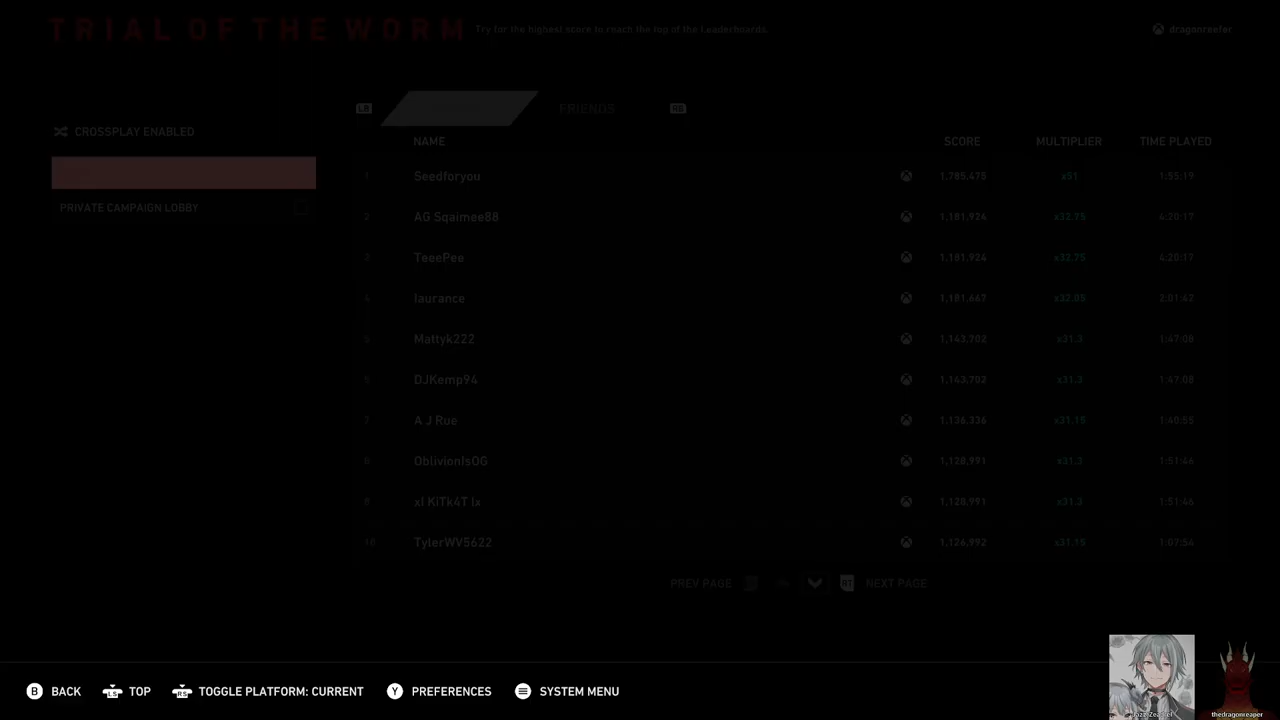 TRIAL OF THE WORM
Try for the highest score to reach the top of the Leaderboards.
dragonreefer
LB
FRIENDS
RB
CROSSPLAY ENABLED
NAME SCORE MULTIPLIER TIME PLAYED
1 Seedforyou 1,785,475 x51 1:55:19
PRIVATE CAMPAIGN LOBBY
2 AG Sqaimee88 1,181,924 x32.75 4:20:17
3 TeeePee 1,181,924 x32.75 4:20:17
4 Iaurance 1,181,667 x32.05 2:01:42
5 Mattyk222 1,143,702 x31.3 1:47:08
6 DJKemp94 1,143,702 x31.3 1:47:08
7 A J Rue 1,136,336 x31.15 1:40:55
8 OblivionIsOG 1,128,991 x31.3 1:51:46
8 xI KITk4T Ix 1,128,991 x31.3 1:51:46
10 TylerWV5622 1,126,992 x31.15 1:07:54
PREV PAGE NEXT PAGE
B BACK LS TOP RS TOGGLE PLATFORM: CURRENT Y PREFERENCES SYSTEM MENU
thedragonreaper